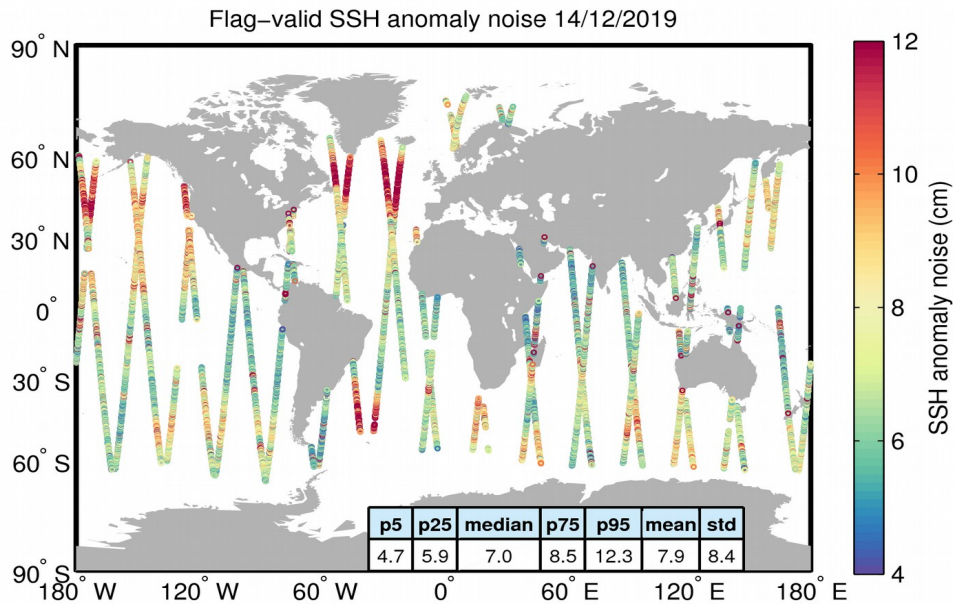 Flag−valid SSH anomaly noise 14/12/2019
90° N
60° N
30° N
0°
30° S
60° S
90° S
180° W
120° W
60° W
0°
60° E
120° E
180° E
p5 p25 median p75 p95 mean std
4.7 5.9 7.0 8.5 12.3 7.9 8.4
12
10
8
6
4
SSH anomaly noise (cm)